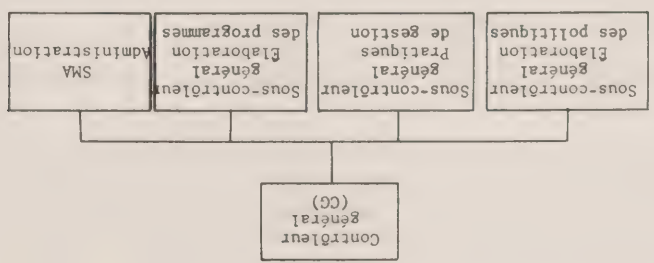 Contrôleur
général
(CG)
Sous-contrôleur
général
Élaboration
des politiques
Sous-contrôleur
général
Pratiques
de gestion
Sous-contrôleur
général
Élaboration
des programmes
SMA
Administration